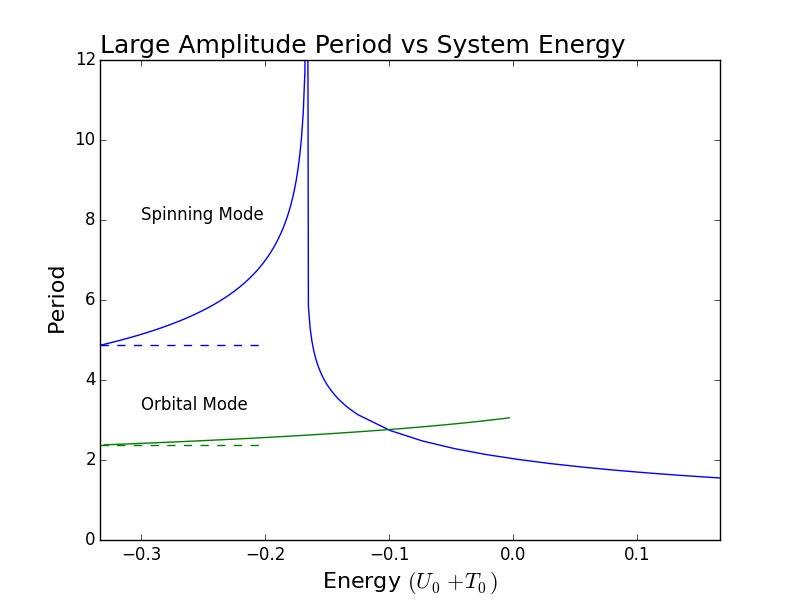 Large Amplitude Period vs System Energy
12
10
8
6
4
2
0
Period
Spinning Mode
Orbital Mode
−0.3 −0.2 −0.1 0.0 0.1
Energy (U₀ + T₀)